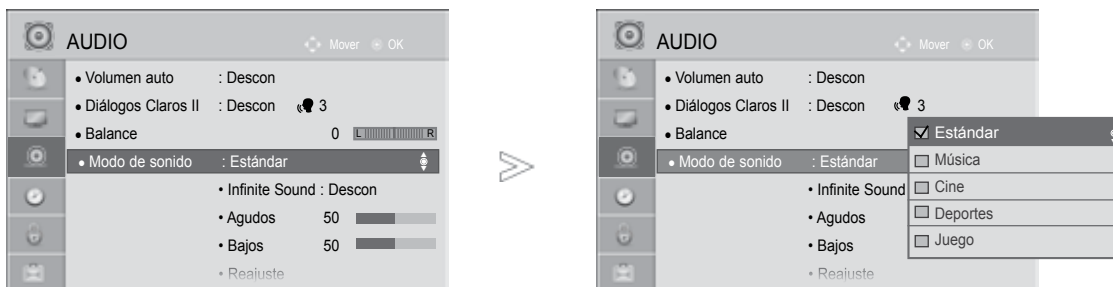 AUDIO
Mover OK
• Volumen auto : Descon
• Diálogos Claros II : Descon 3
• Balance 0 L R
• Modo de sonido : Estándar
• Infinite Sound : Descon
• Agudos 50
• Bajos 50
• Reajuste
>
AUDIO
Mover OK
• Volumen auto : Descon
• Diálogos Claros II : Descon 3
• Balance
• Modo de sonido : Estándar
• Infinite Sound
• Agudos
• Bajos
• Reajuste
Estándar
Música
Cine
Deportes
Juego